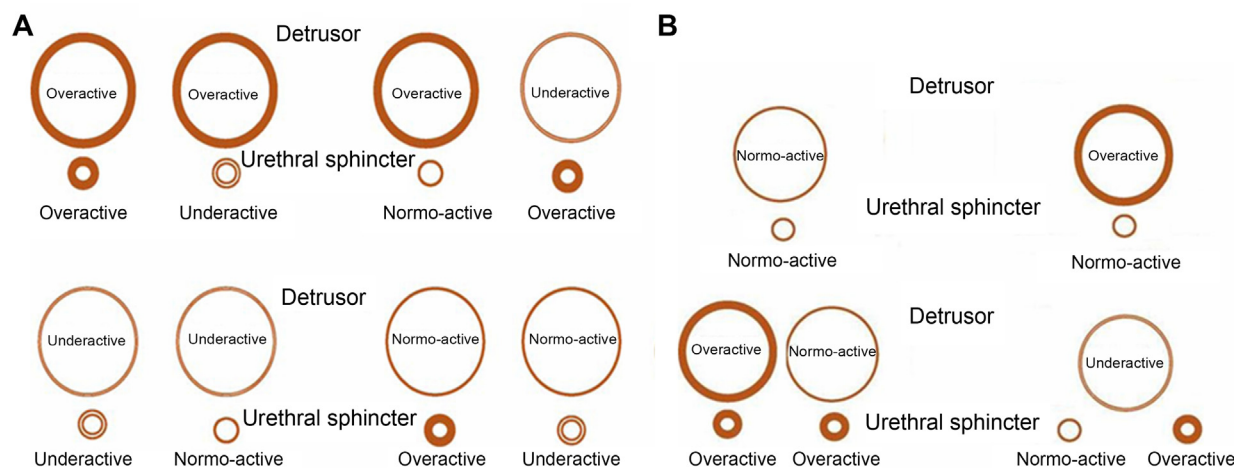 A
Detrusor
Overactive
Overactive
Overactive
Underactive
Urethral sphincter
Overactive
Underactive
Normo-active
Overactive
Detrusor
Underactive
Underactive
Normo-active
Normo-active
Urethral sphincter
Underactive
Normo-active
Overactive
Underactive
B
Detrusor
Normo-active
Overactive
Urethral sphincter
Normo-active
Normo-active
Detrusor
Overactive
Normo-active
Underactive
Urethral sphincter
Overactive
Overactive
Normo-active
Overactive